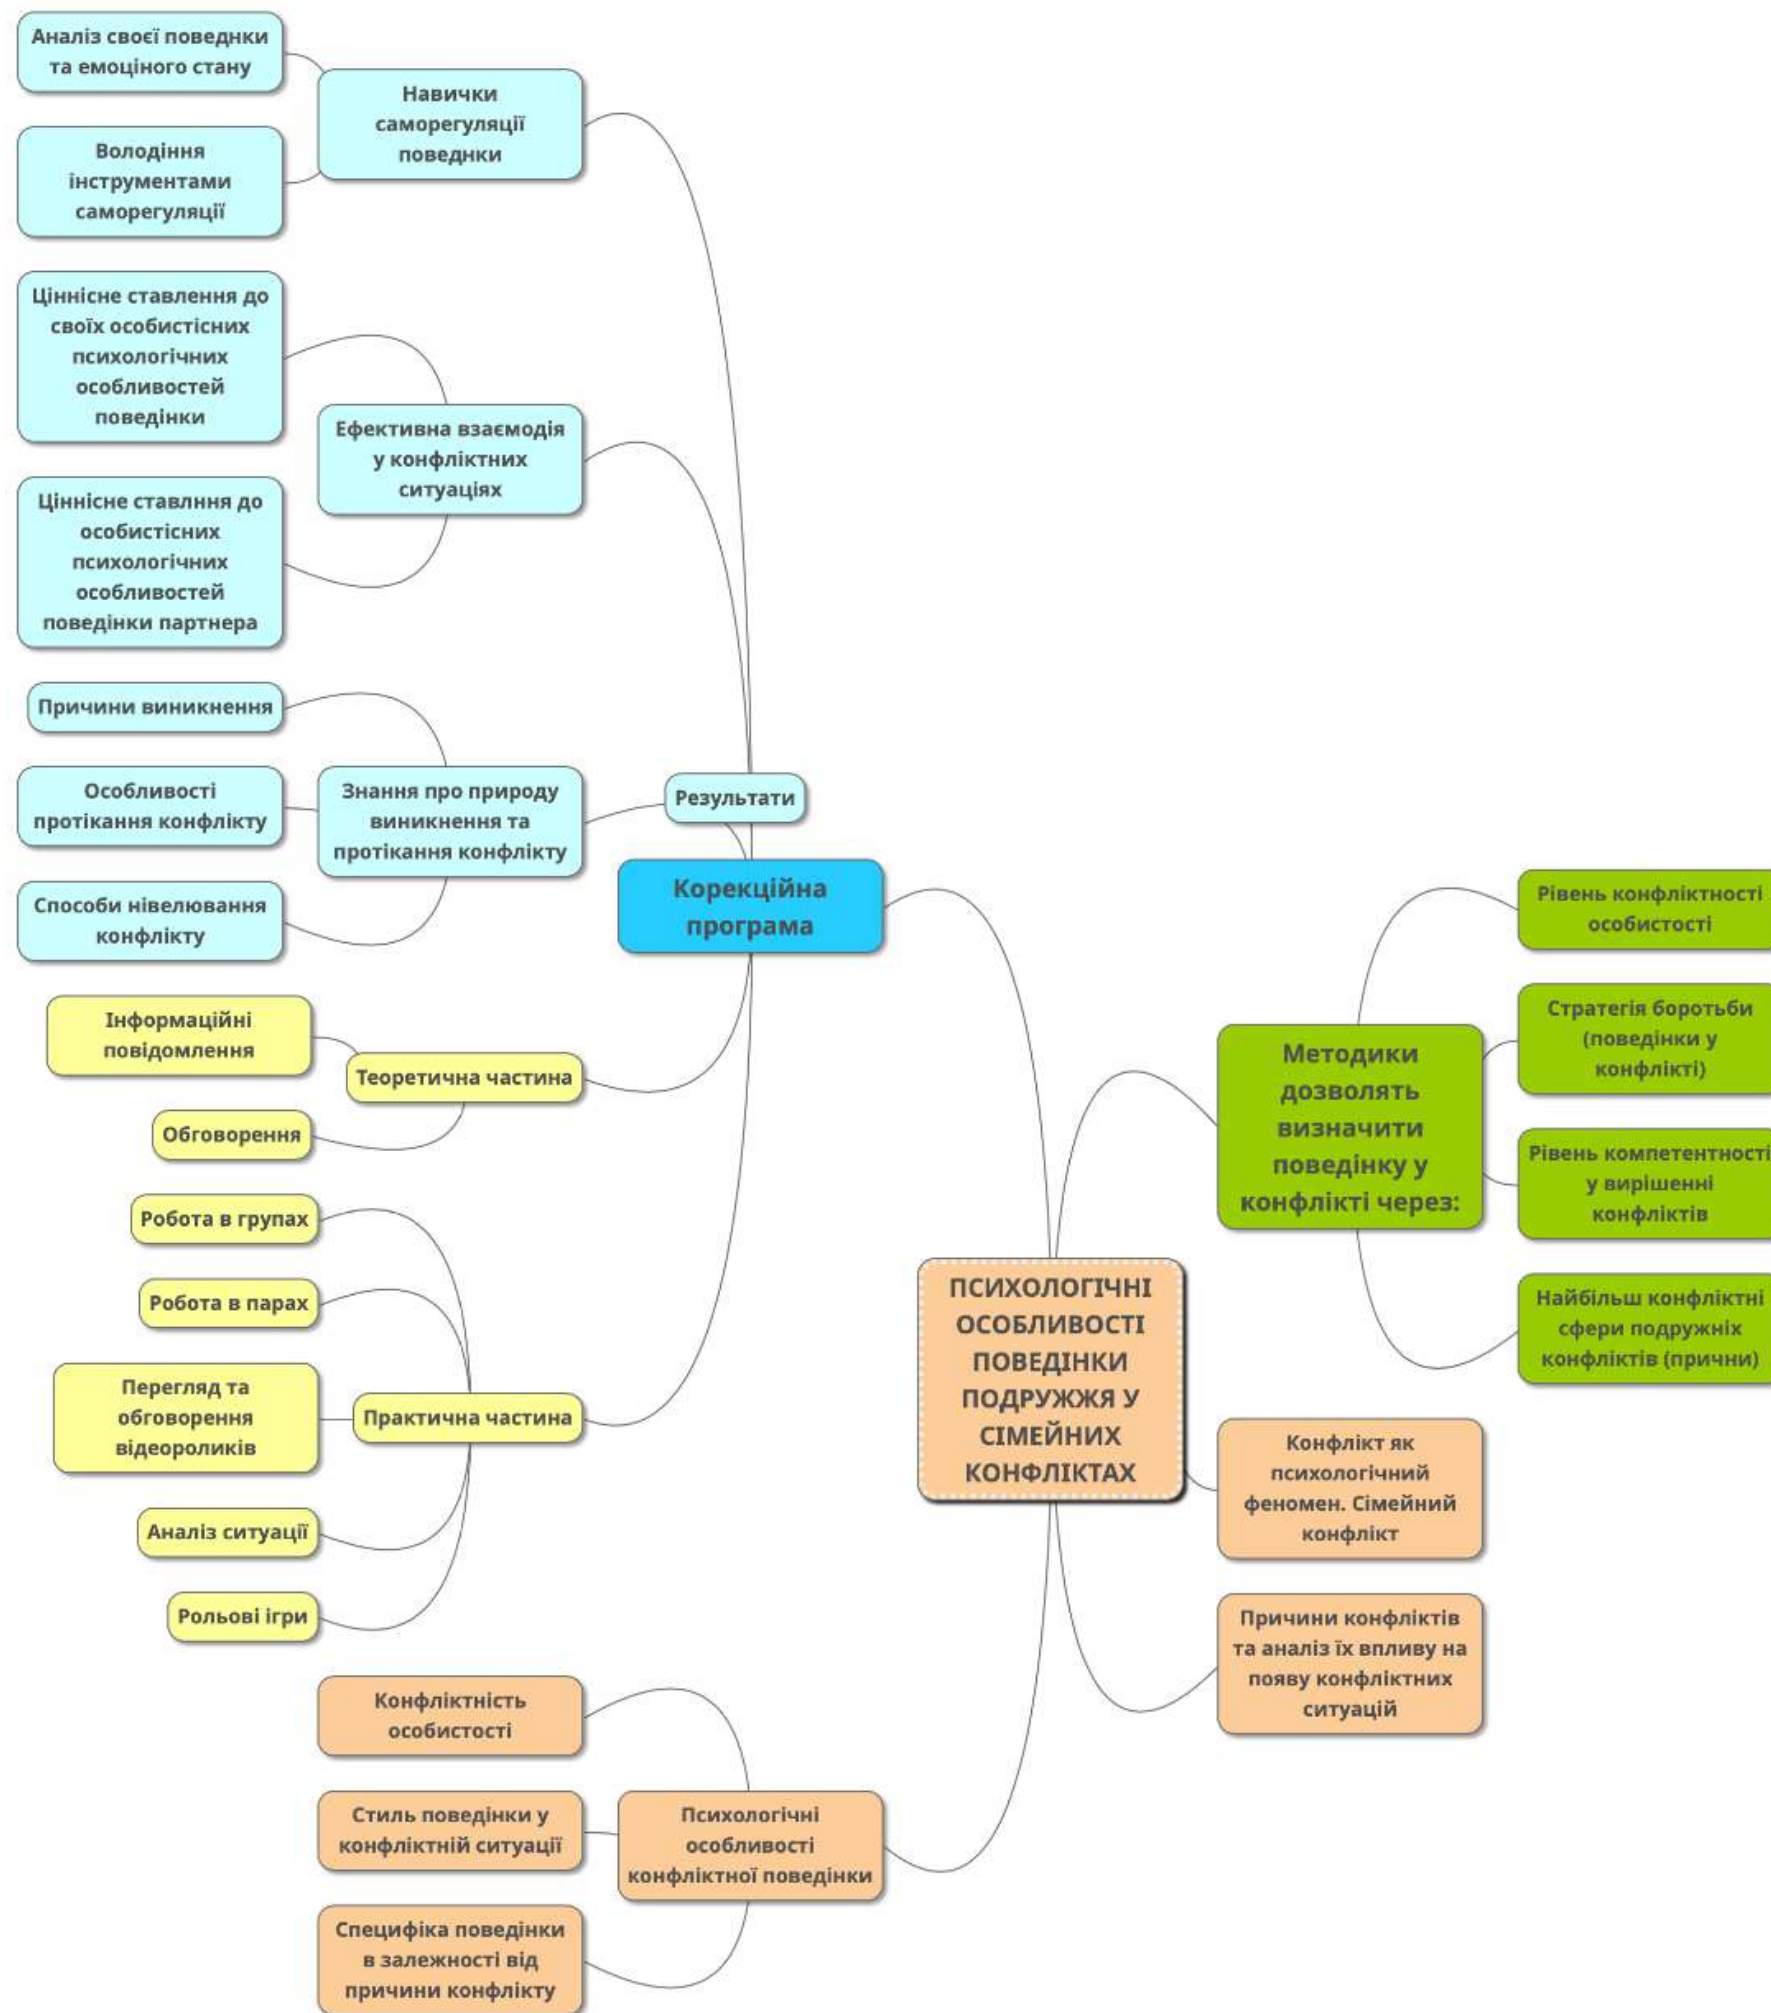 Аналіз своєї поведнки
та емоціного стану
Володіння
інструментами
саморегуляції
Навички
саморегуляції
поведнки
Ціннісне ставлення до
своїх особистісних
психологічних
особливостей
поведінки
Ціннісне ставлння до
особистісних
психологічних
особливостей
поведінки партнера
Ефективна взаємодія
у конфліктних
ситуаціях
Причини виникнення
Особливості
протікання конфлікту
Способи нівелювання
конфлікту
Знання про природу
виникнення та
протікання конфлікту
Результати
Корекційна
програма
Інформаційні
повідомлення
Обговорення
Теоретична частина
Робота в групах
Робота в парах
Перегляд та
обговорення
відеороликів
Аналіз ситуації
Рольові ігри
Практична частина
Конфліктність
особистості
Стиль поведінки у
конфліктній ситуації
Специфіка поведінки
в залежності від
причини конфлікту
Психологічні
особливості
конфліктної поведінки
ПСИХОЛОГІЧНІ
ОСОБЛИВОСТІ
ПОВЕДІНКИ
ПОДРУЖЖЯ У
СІМЕЙНИХ
КОНФЛІКТАХ
Методики
дозволять
визначити
поведінку у
конфлікті через:
Рівень конфліктності
особистості
Стратегія боротьби
(поведінки у
конфлікті)
Рівень компетентності
у вирішенні
конфліктів
Найбільш конфліктні
сфери подружніх
конфліктів (прични)
Конфлікт як
психологічний
феномен. Сімейний
конфлікт
Причини конфліктів
та аналіз їх впливу на
появу конфліктних
ситуацій